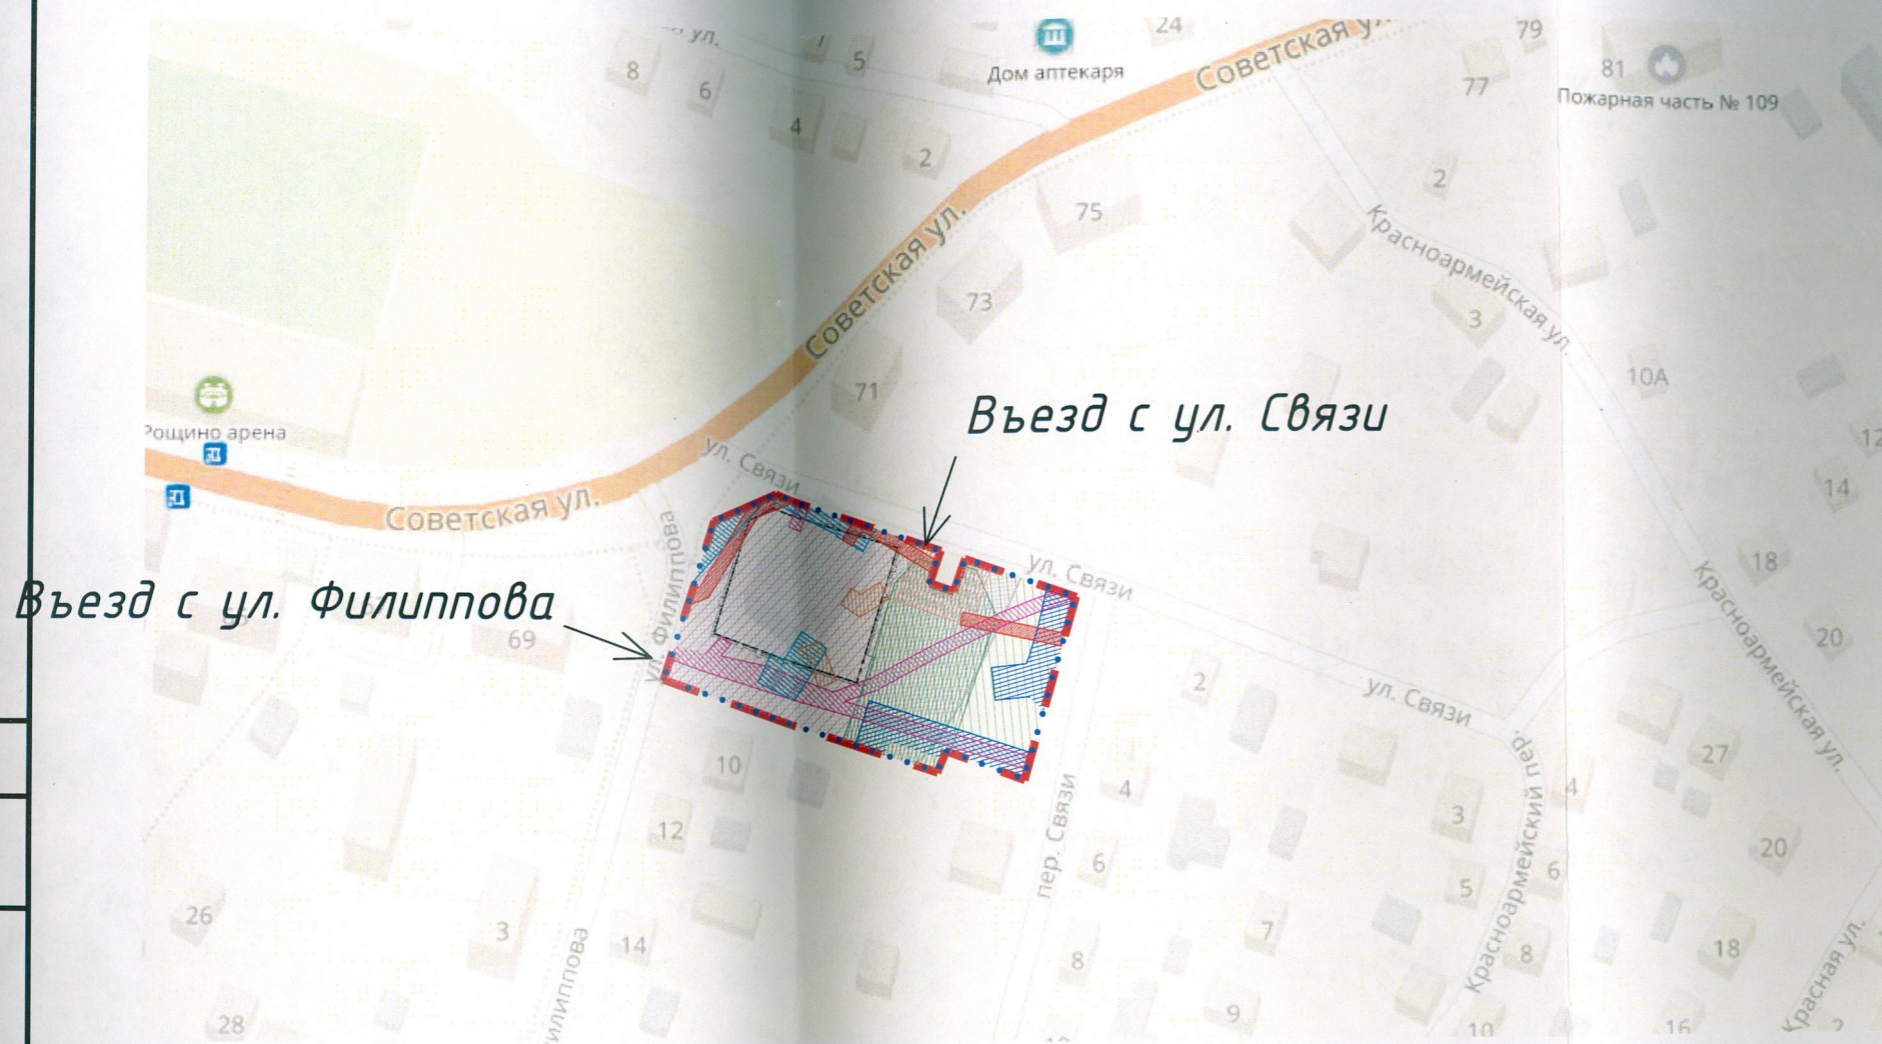 ул.
24
79
Советская ул.
8
5
6
Дом аптекаря
77
81
Пожарная часть № 109
4
2
2
75
Красноармейская ул.
Советская ул.
73
3
71
10А
Въезд с ул. Связи
Рощино арена
ул. Связи
12
14
Советская ул.
ул. Связи
18
Въезд с ул. Филиппова
ул. Филиппова
69
20
2
ул. Связи
Красноармейская ул.
10
27
4
4
пер. Связи
Красноармейский пер.
12
3
20
6
6
5
26
3
14
7
18
8
8
Красная ул.
Филиппова
28
9
10
16
2